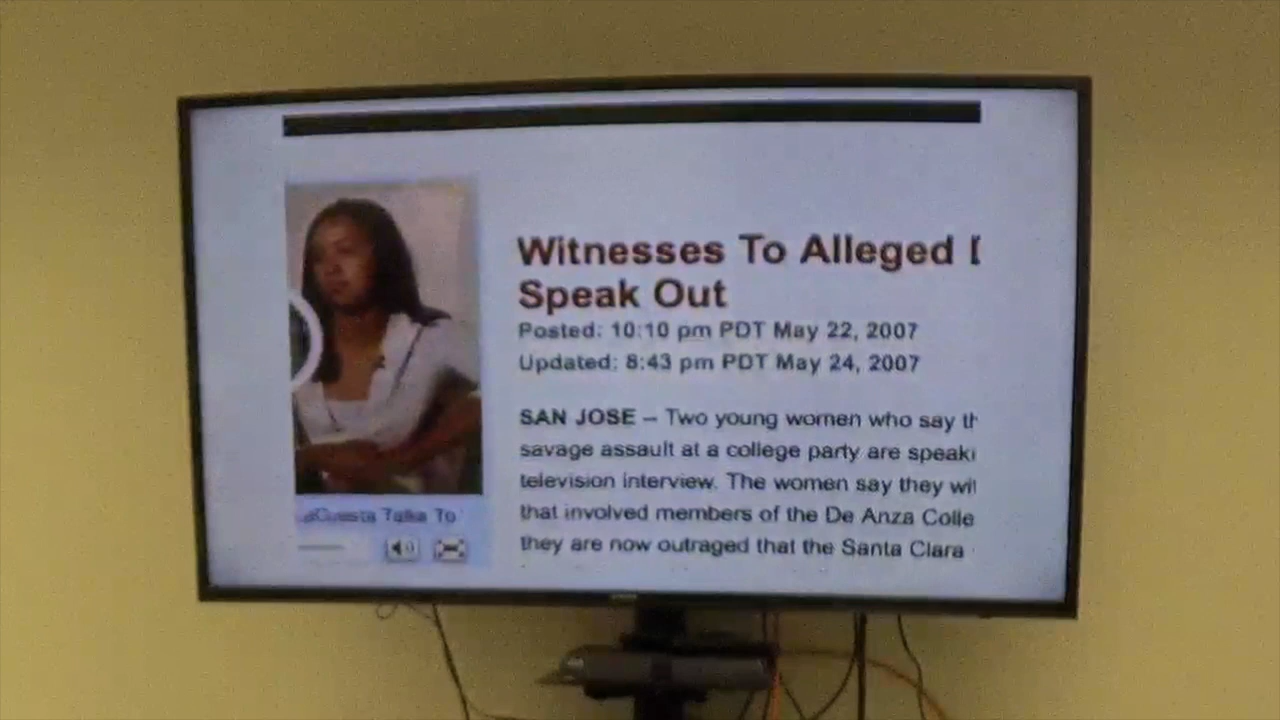 Witnesses To Alleged
Speak Out
Posted: 10:10 pm PDT May 22, 2007
Updated: 8:43 pm PDT May 24, 2007
SAN JOSE – Two young women who say
savage assault at a college party are
television interview. The women say they
that involved members of the De Anza
they are now outraged that the Santa Clara
Talks To